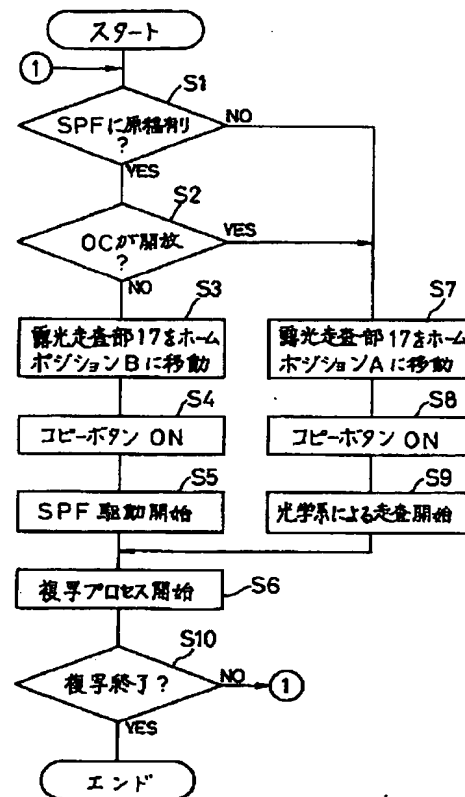 スタート
①
S1
SPFに原稿有り
?
NO
YES
S2
OCが開放
?
YES
NO
S3
露光走査部17をホーム
ポジションBに移動
S7
露光走査部17をホーム
ポジションAに移動
S4
コピーボタン ON
S8
コピーボタン ON
S5
SPF 駆動開始
S9
光学系による走査開始
複写プロセス開始
S6
S10
複写終了?
NO
①
YES
エンド